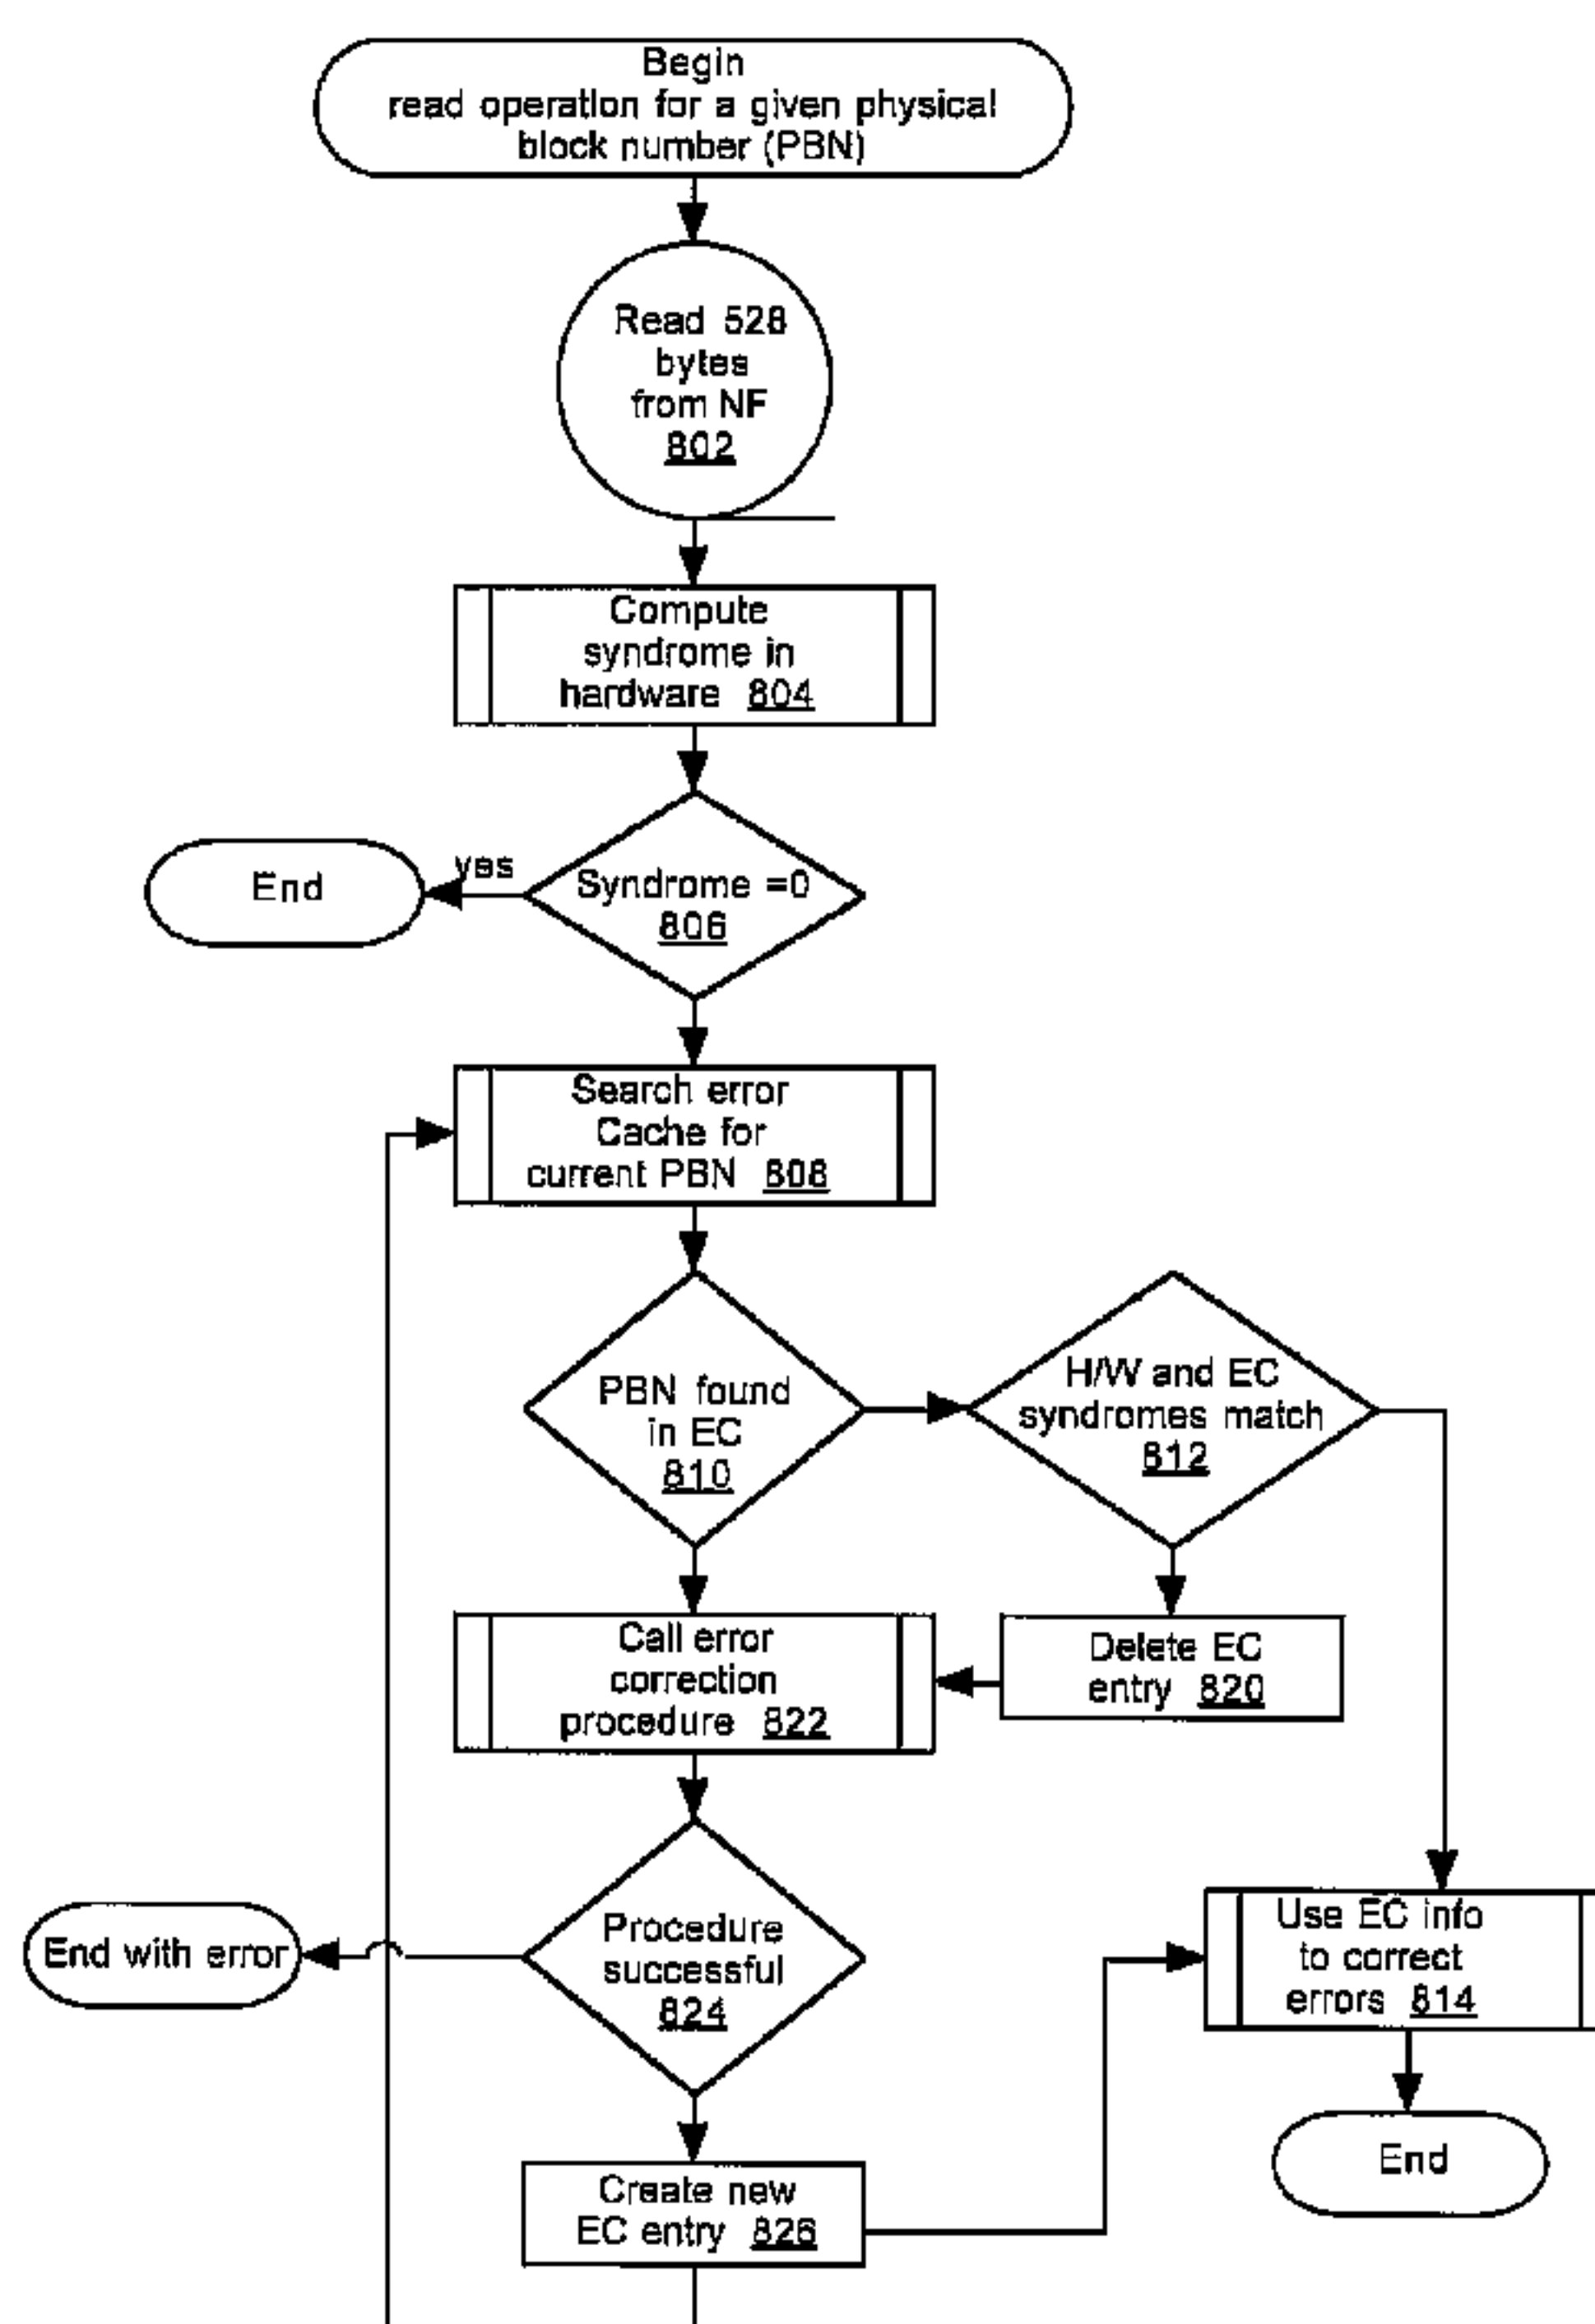 Begin
read operation for a given physical
block number (PBN)
Read 528
bytes
from NF
802
Compute
syndrome in
hardware 804
yes
End
Syndrome =0
806
Search error
Cache for
current PBN 808
PBN found
in EC
810
H/W and EC
syndromes match
812
Call error
correction
procedure 822
Delete EC
entry 820
End with error
Procedure
successful
824
Use EC info
to correct
errors 814
End
Create new
EC entry 826